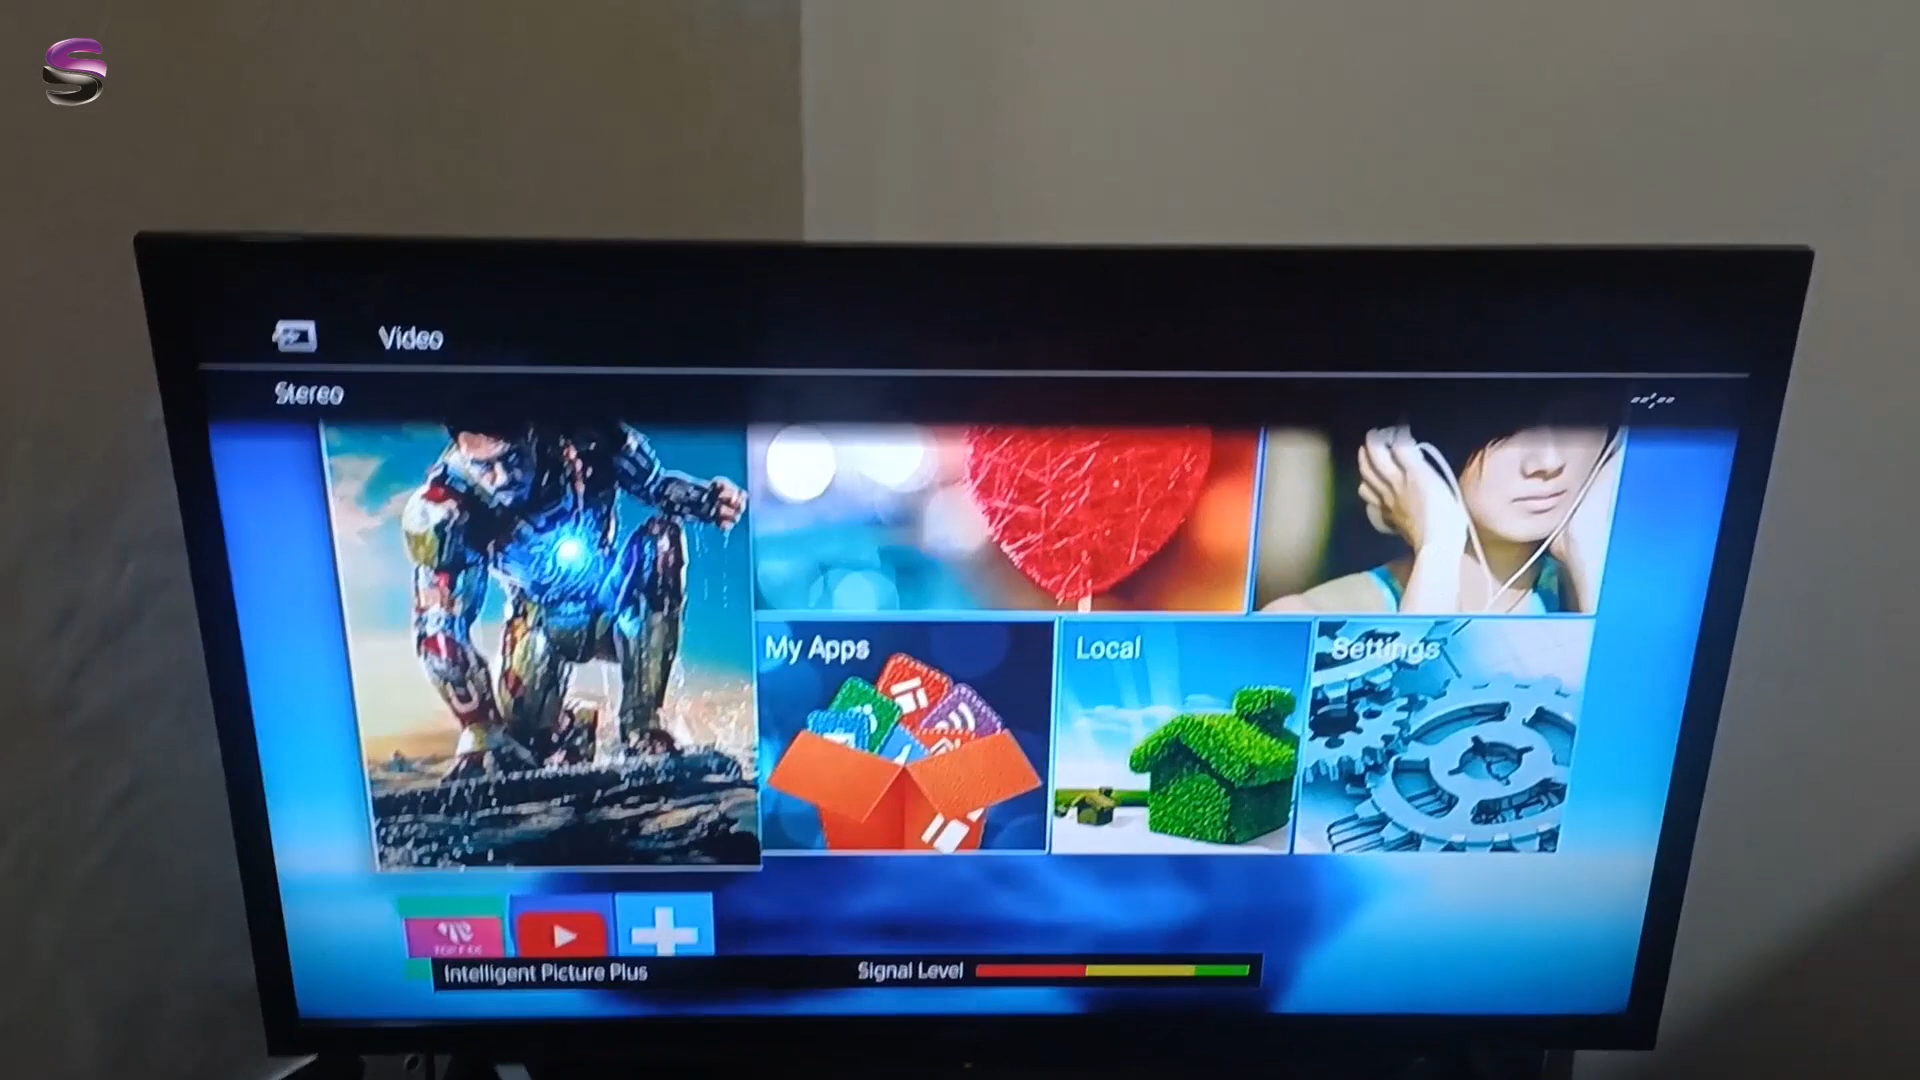 Video
Stereo
--:--
My Apps
Local
Settings
Intelligent Picture Plus
Signal Level